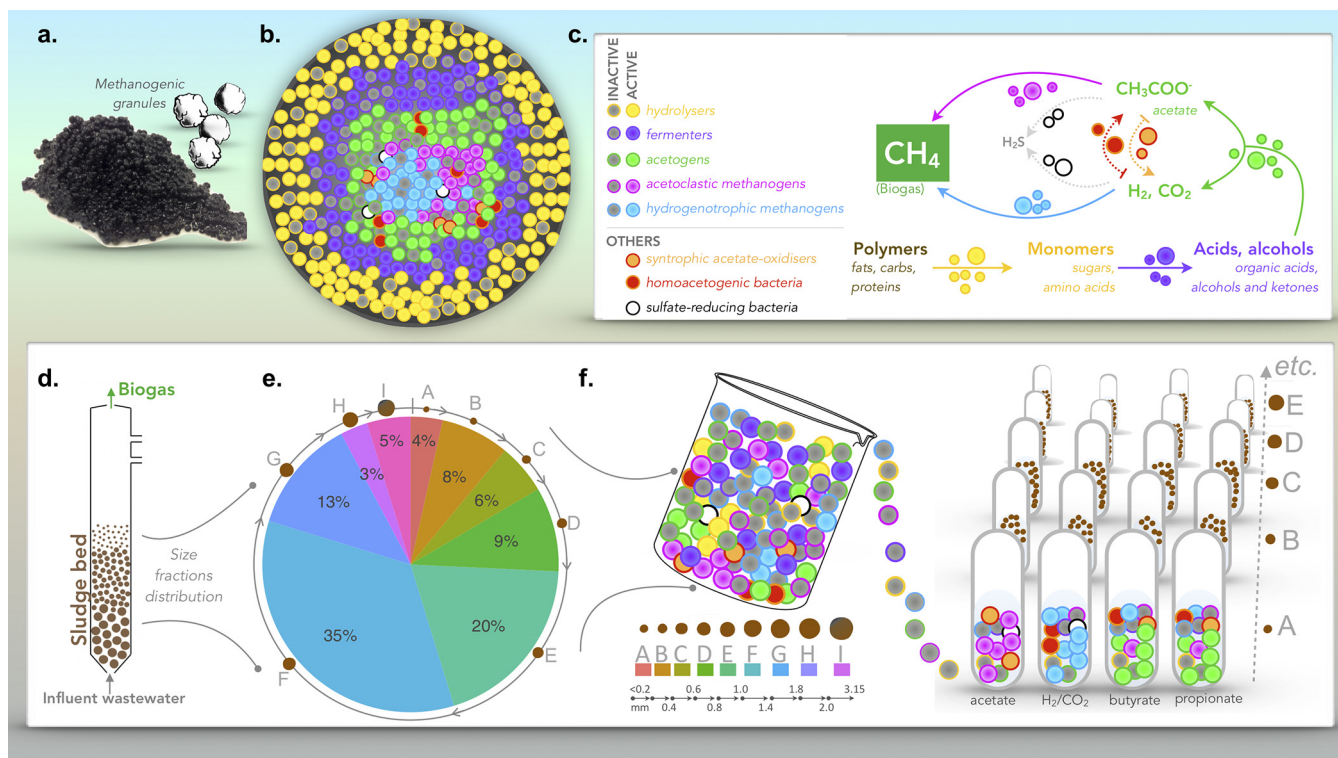 a.
Methanogenic
granules
b.
c.
INACTIVE
ACTIVE
hydrolysers
fermenters
acetogens
acetoclastic methanogens
hydrogenotrophic methanogens
OTHERS
syntrophic acetate-oxidisers
homoacetogenic bacteria
sulfate-reducing bacteria
CH4
(Biogas)
CH3COO-
acetate
H2S
H2, CO2
Polymers
fats, carbs,
proteins
Monomers
sugars,
amino acids
Acids, alcohols
organic acids,
alcohols and ketones
d.
Biogas
Sludge bed
Influent wastewater
Size
fractions
distribution
e.
A
B
C
D
E
F
G
H
I
4%
8%
6%
9%
20%
35%
13%
3%
5%
f.
A B C D E F G H I
<0.2 0.6 1.0 1.8 3.15
mm 0.4 0.8 1.4 2.0
acetate H2/CO2 butyrate propionate
etc.
E
D
C
B
A